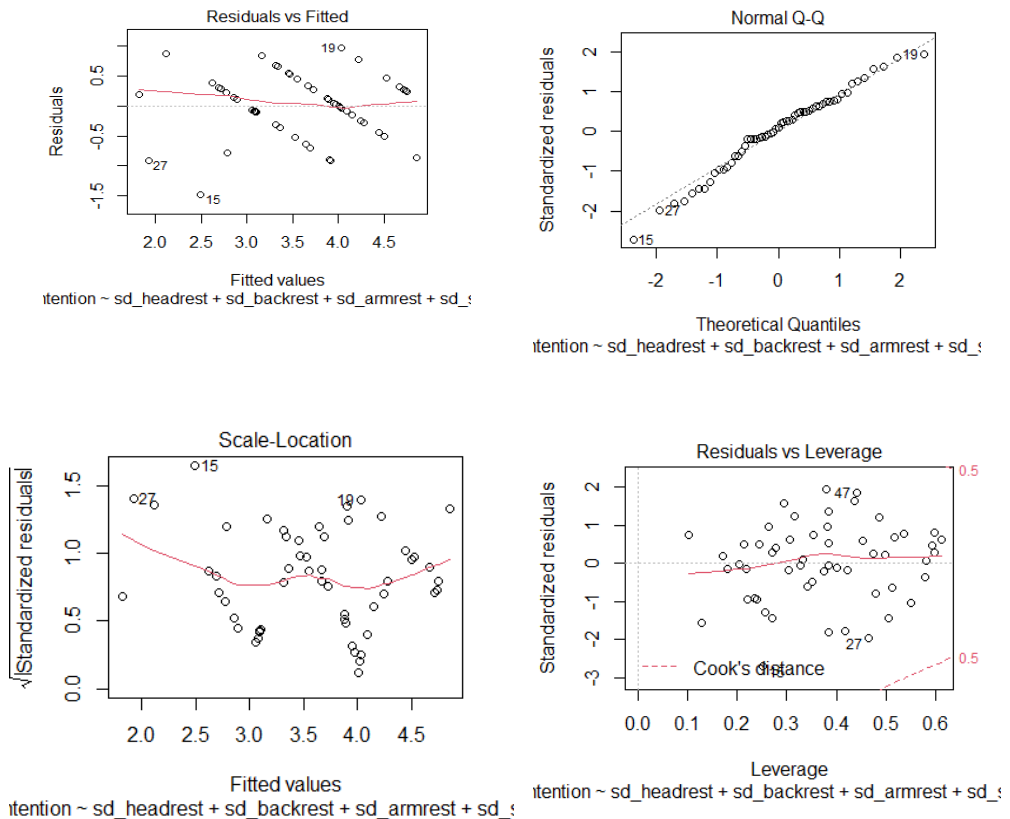 Residuals vs Fitted
Residuals
0.5
-0.5
-1.5
19
27
15
2.0 2.5 3.0 3.5 4.0 4.5
Fitted values
ntention ~ sd_headrest + sd_backrest + sd_armrest + sd_s
Normal Q-Q
Standardized residuals
2
1
0
-1
-2
19
27
15
-2 -1 0 1 2
Theoretical Quantiles
ntention ~ sd_headrest + sd_backrest + sd_armrest + sd_s
Scale-Location
√|Standardized residuals|
1.5
1.0
0.5
0.0
15
27
19
2.0 2.5 3.0 3.5 4.0 4.5
Fitted values
ntention ~ sd_headrest + sd_backrest + sd_armrest + sd_s
Residuals vs Leverage
Standardized residuals
2
1
0
-1
-2
-3
0.5
47
27
15
0.5
Cook's distance
0.0 0.1 0.2 0.3 0.4 0.5 0.6
Leverage
ntention ~ sd_headrest + sd_backrest + sd_armrest + sd_s